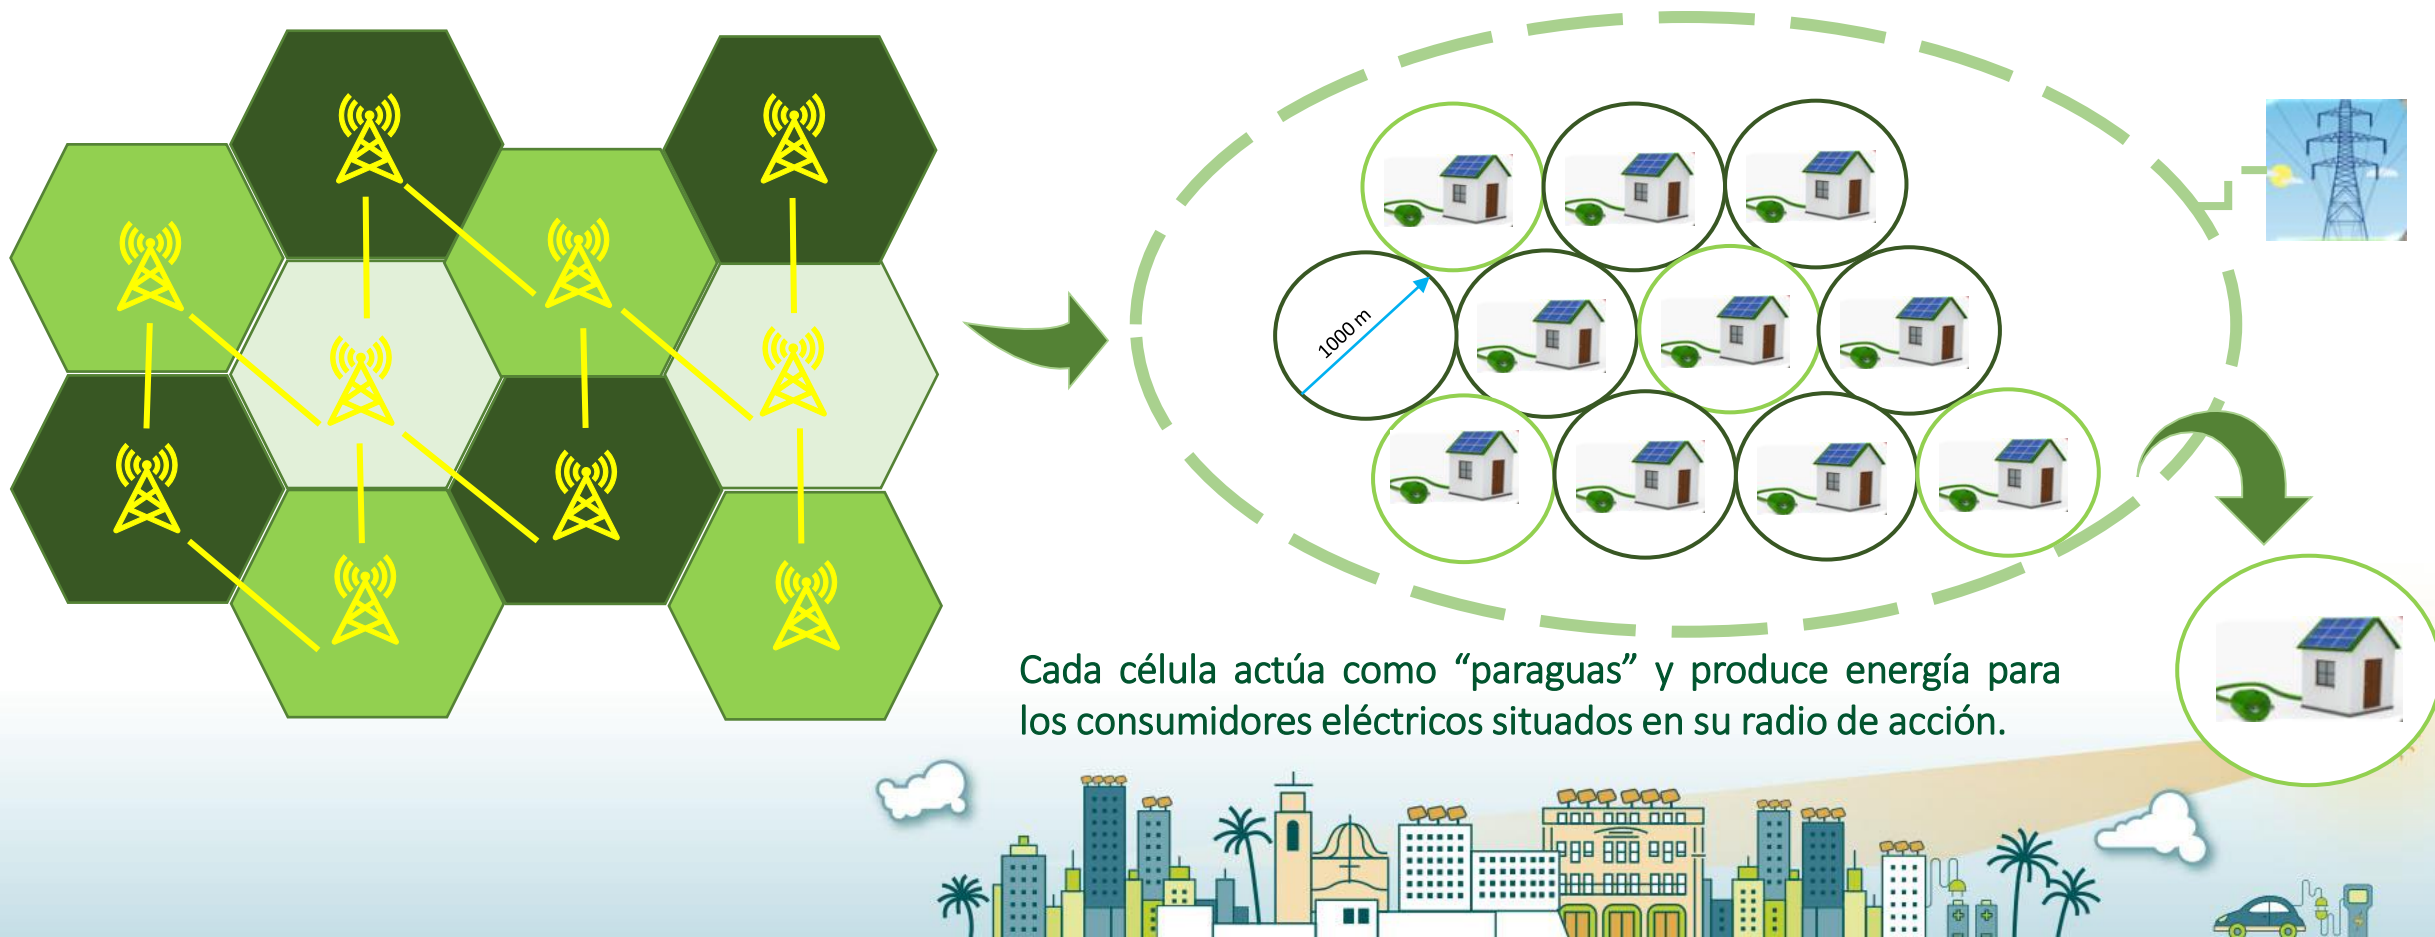 1000 m
Cada célula actúa como “paraguas” y produce energía para
los consumidores eléctricos situados en su radio de acción.